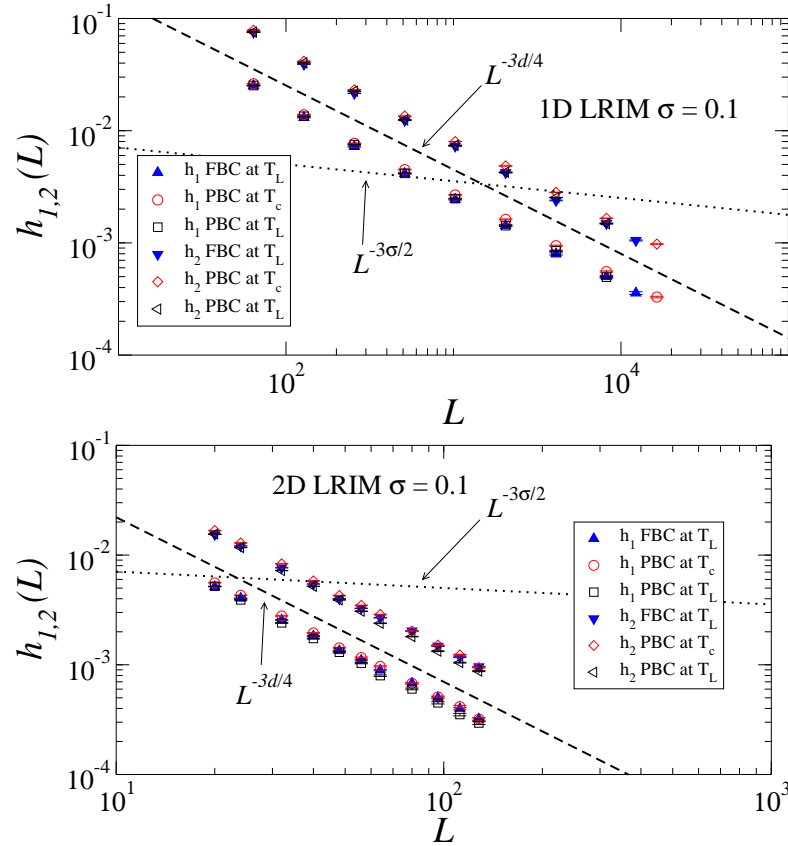 10^-1
10^-2
10^-3
10^-4
h_1,2(L)
L^-3d/4
1D LRIM σ = 0.1
L^-3σ/2
h_1 FBC at T_L
h_1 PBC at T_c
h_1 PBC at T_L
h_2 FBC at T_L
h_2 PBC at T_c
h_2 PBC at T_L
10^2 10^4
L
10^-1
10^-2
10^-3
10^-4
h_1,2(L)
2D LRIM σ = 0.1
L^-3σ/2
L^-3d/4
h_1 FBC at T_L
h_1 PBC at T_c
h_1 PBC at T_L
h_2 FBC at T_L
h_2 PBC at T_c
h_2 PBC at T_L
10^1 10^2 10^3
L